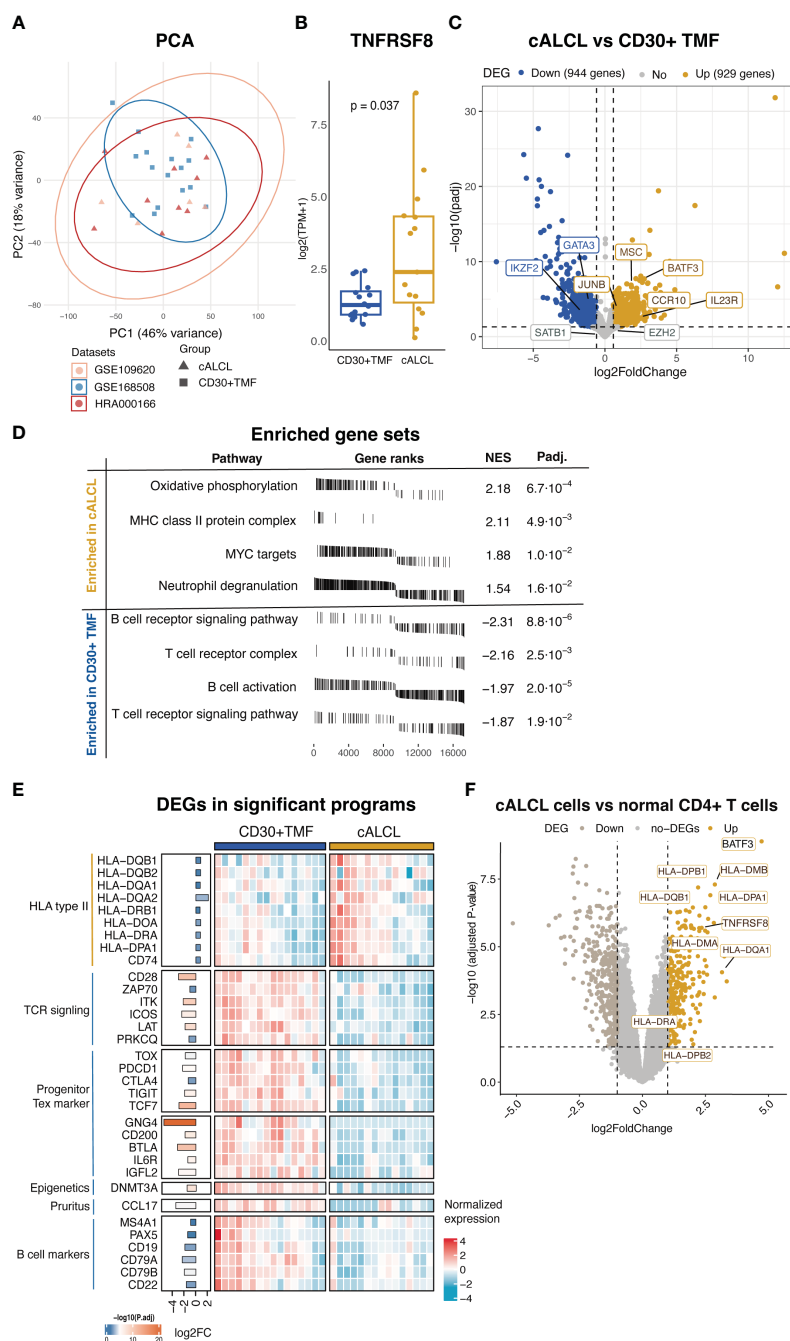 A
PCA
PC2 (18% variance)
40
0
−40
−80
−100
−50
0
50
100
PC1 (46% variance)
Datasets
GSE109620
GSE168508
HRA000166
Group
cALCL
CD30+TMF
B
TNFRSF8
p = 0.037
log2(TPM+1)
7.5
5.0
2.5
0.0
CD30+TMF
cALCL
C
cALCL vs CD30+ TMF
DEG
Down (944 genes)
No
Up (929 genes)
−log10(padj)
30
20
10
0
GATA3
MSC
IKZF2
BATF3
JUNB
CCR10
IL23R
SATB1
EZH2
−5
0
5
10
log2FoldChange
D
Enriched gene sets
Pathway Gene ranks NES Padj.
Enriched in cALCL
Oxidative phosphorylation 2.18 6.7·10−4
MHC class II protein complex 2.11 4.9·10−3
MYC targets 1.88 1.0·10−2
Neutrophil degranulation 1.54 1.6·10−2
Enriched in CD30+ TMF
B cell receptor signaling pathway −2.31 8.8·10−6
T cell receptor complex −2.16 2.5·10−3
B cell activation −1.97 2.0·10−5
T cell receptor signaling pathway −1.87 1.9·10−2
0 4000 8000 12000 16000
E
DEGs in significant programs
CD30+TMF
cALCL
HLA type II
HLA−DQB1
HLA−DQB2
HLA−DQA1
HLA−DQA2
HLA−DRB1
HLA−DOA
HLA−DRA
HLA−DPA1
CD74
TCR signling
CD28
ZAP70
ITK
ICOS
LAT
PRKCQ
Progenitor
Tex marker
TOX
PDCD1
CTLA4
TIGIT
TCF7
GNG4
CD200
BTLA
IL6R
IGFL2
Epigenetics
DNMT3A
Pruritus
CCL17
B cell markers
MS4A1
PAX5
CD19
CD79A
CD79B
CD22
−4
−2
0
2
log2FC
−log10(P.adj)
0 10 20
Normalized
expression
4
2
0
−2
−4
F
cALCL cells vs normal CD4+ T cells
DEG
Down
no−DEGs
Up
−log10 (adjusted P-value)
7.5
5.0
2.5
0.0
BATF3
HLA−DPB1
HLA−DMB
HLA−DQB1
HLA−DPA1
TNFRSF8
HLA−DMA
HLA−DQA1
HLA−DRA
HLA−DPB2
−5.0
−2.5
0.0
2.5
5.0
log2FoldChange